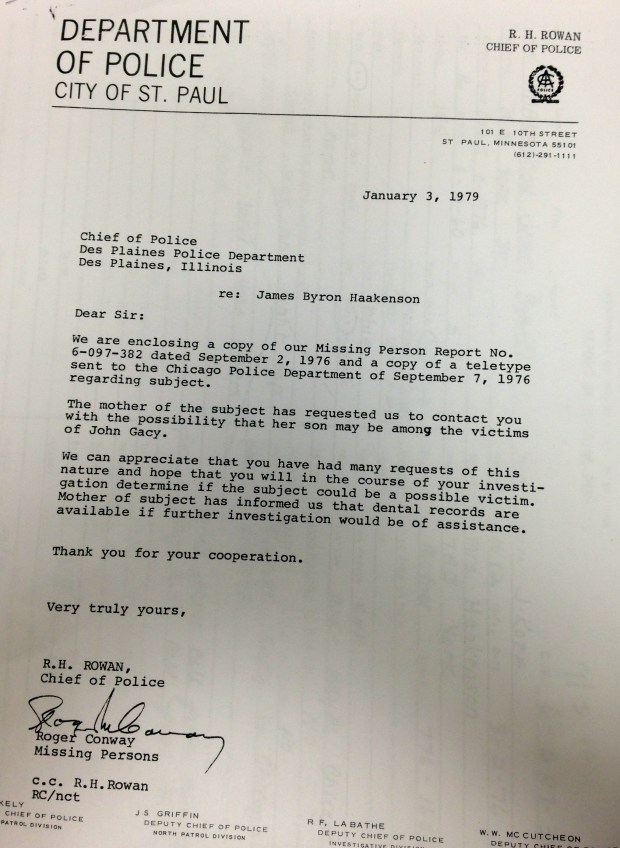 DEPARTMENT
OF POLICE
CITY OF ST. PAUL
R. H. ROWAN
CHIEF OF POLICE
POLICE
101 E 10TH STREET
ST PAUL, MINNESOTA 55101
(612)-291-1111
January 3, 1979
Chief of Police
Des Plaines Police Department
Des Plaines, Illinois
re: James Byron Haakenson
Dear Sir:
We are enclosing a copy of our Missing Person Report No.
6-097-382 dated September 2, 1976 and a copy of a teletype
sent to the Chicago Police Department of September 7, 1976
regarding subject.
The mother of the subject has requested us to contact you
with the possibility that her son may be among the victims
of John Gacy.
We can appreciate that you have had many requests of this
nature and hope that you will in the course of your investi-
gation determine if the subject could be a possible victim.
Mother of subject has informed us that dental records are
available if further investigation would be of assistance.
Thank you for your cooperation.
Very truly yours,
R.H. ROWAN,
Chief of Police
Roger Conway
Roger Conway
Missing Persons
c.c. R.H.Rowan
RC/nct
KELY
CHIEF OF POLICE
PATROL DIVISION
J S GRIFFIN
DEPUTY CHIEF OF POLICE
NORTH PATROL DIVISION
R F, LABATHE
DEPUTY CHIEF OF POLICE
INVESTIGATIVE DIVISION
W. W. MC CUTCHEON
DEPUTY CHIEF OF